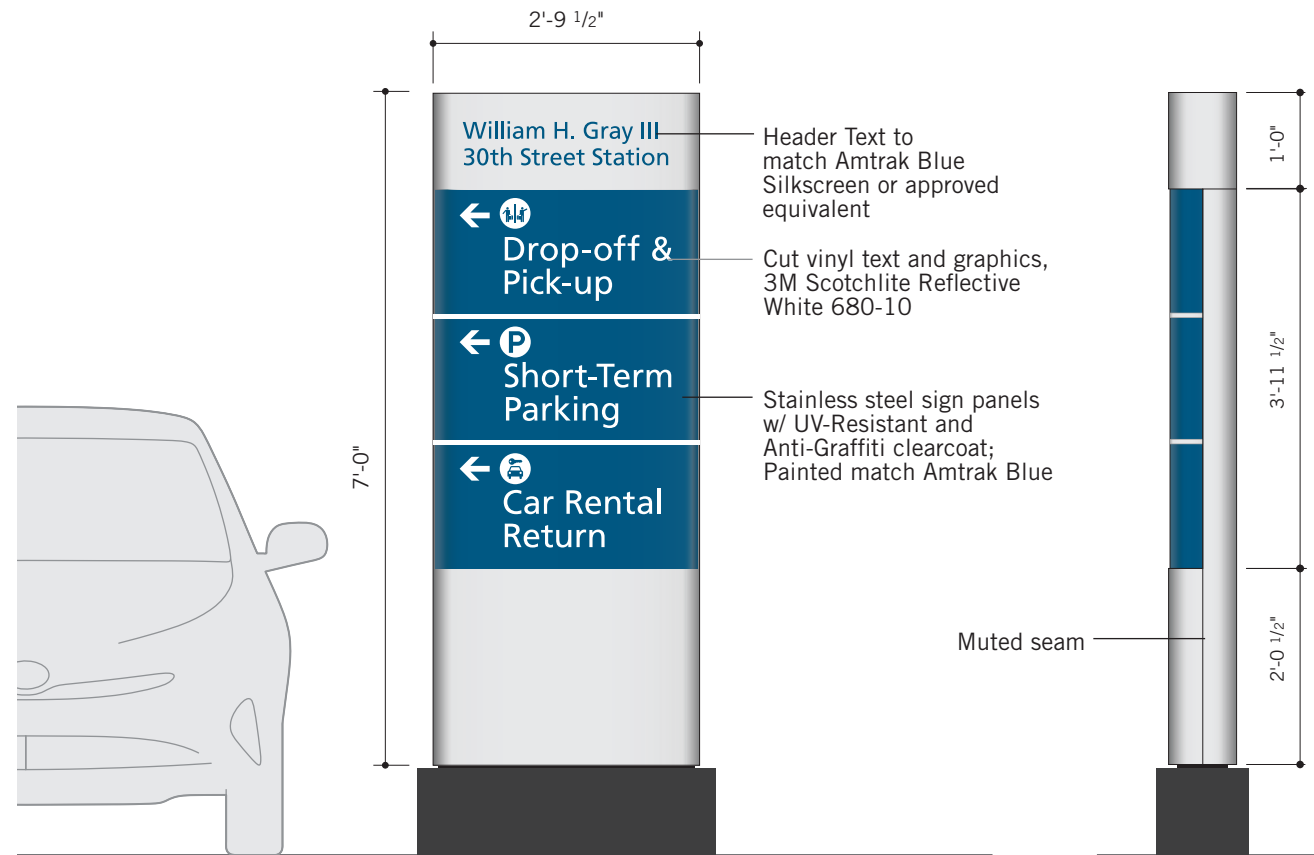 2'-9 1/2"
William H. Gray III
30th Street Station
Drop-off &
Pick-up
P
Short-Term
Parking
Car Rental
Return
7'-0"
Header Text to
match Amtrak Blue
Silkscreen or approved
equivalent
Cut vinyl text and graphics,
3M Scotchlite Reflective
White 680-10
Stainless steel sign panels
w/ UV-Resistant and
Anti-Graffiti clearcoat;
Painted match Amtrak Blue
Muted seam
1'-0"
3'-11 1/2"
2'-0 1/2"